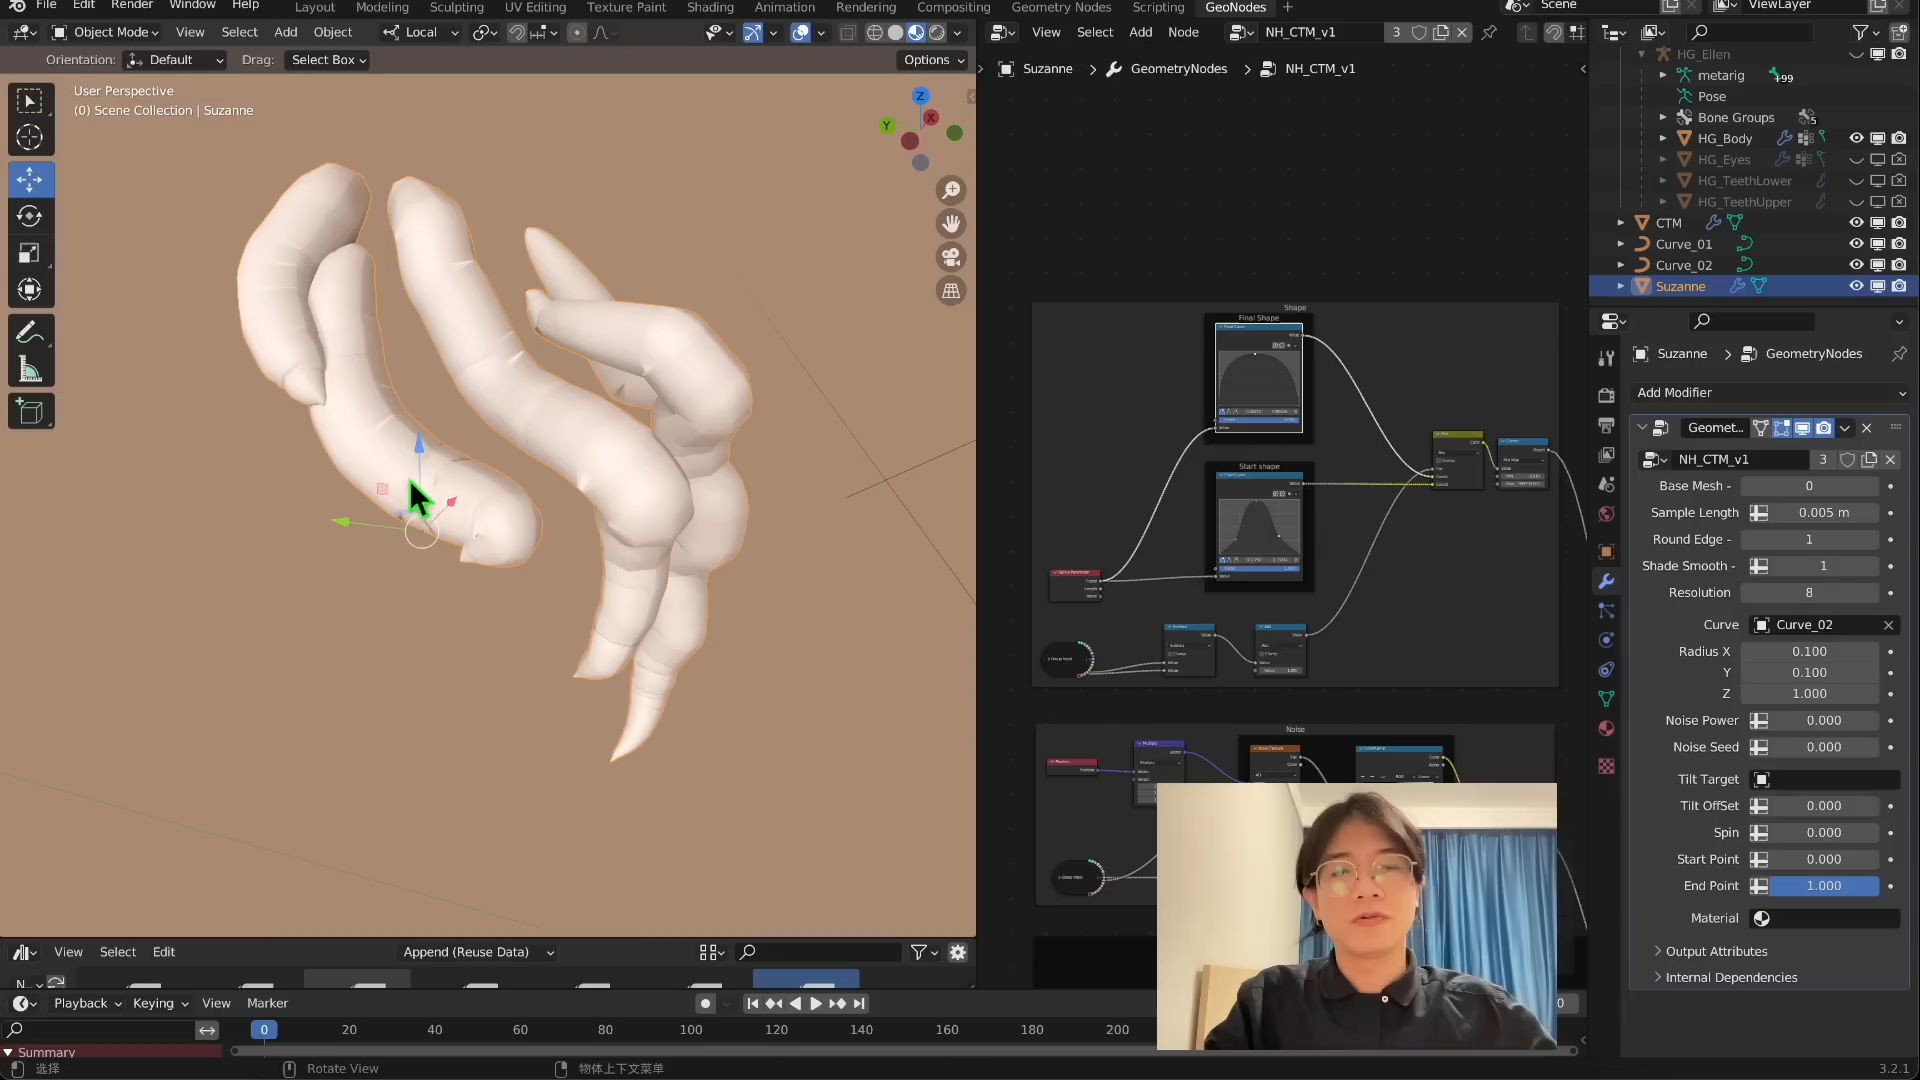 File Edit Render Window Help
Layout Modeling Sculpting UV Editing Texture Paint Shading Animation Rendering Compositing Geometry Nodes Scripting GeoNodes
Scene
ViewLayer
Object Mode View Select Add Object
Local
Orientation: Default Drag: Select Box
Options
User Perspective
(0) Scene Collection | Suzanne
Z
X
Y
View Select Add Node
NH_CTM_v1
3
Suzanne > GeometryNodes > NH_CTM_v1
Shape
Final Shape
Start shape
Noise
HG_Ellen
metarig
+99
Pose
Bone Groups
5
HG_Body
HG_Eyes
HG_TeethLower
HG_TeethUpper
CTM
Curve_01
Curve_02
Suzanne
Suzanne > GeometryNodes
Add Modifier
Geomet...
NH_CTM_v1
3
Base Mesh - 0
Sample Length 0.005 m
Round Edge - 1
Shade Smooth - 1
Resolution 8
Curve Curve_02
Radius X 0.100
Y 0.100
Z 1.000
Noise Power 0.000
Noise Seed 0.000
Tilt Target
Tilt OffSet 0.000
Spin 0.000
Start Point 0.000
End Point 1.000
Material
Output Attributes
Internal Dependencies
View Select Edit
Append (Reuse Data)
N..
Playback Keying View Marker
0
0 20 40 60 80 100 120 140 160 180 200
Summary
选择
Rotate View
物体上下文菜单
3.2.1